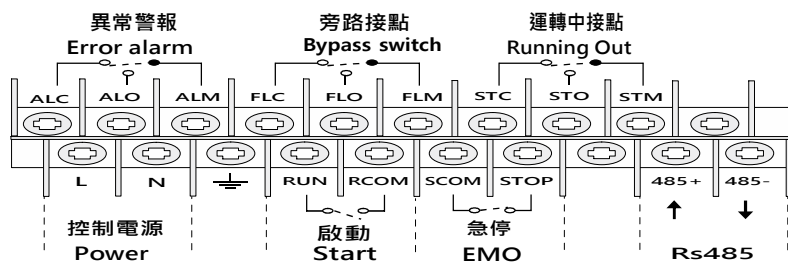 異常警報 旁路接點 運轉中接點
Error alarm Bypass switch Running Out
ALC ALO ALM FLC FLO FLM STC STO STM
L N RUN RCOM SCOM STOP 485+ 485-
控制電源 啟動 急停
Power Start EMO Rs485